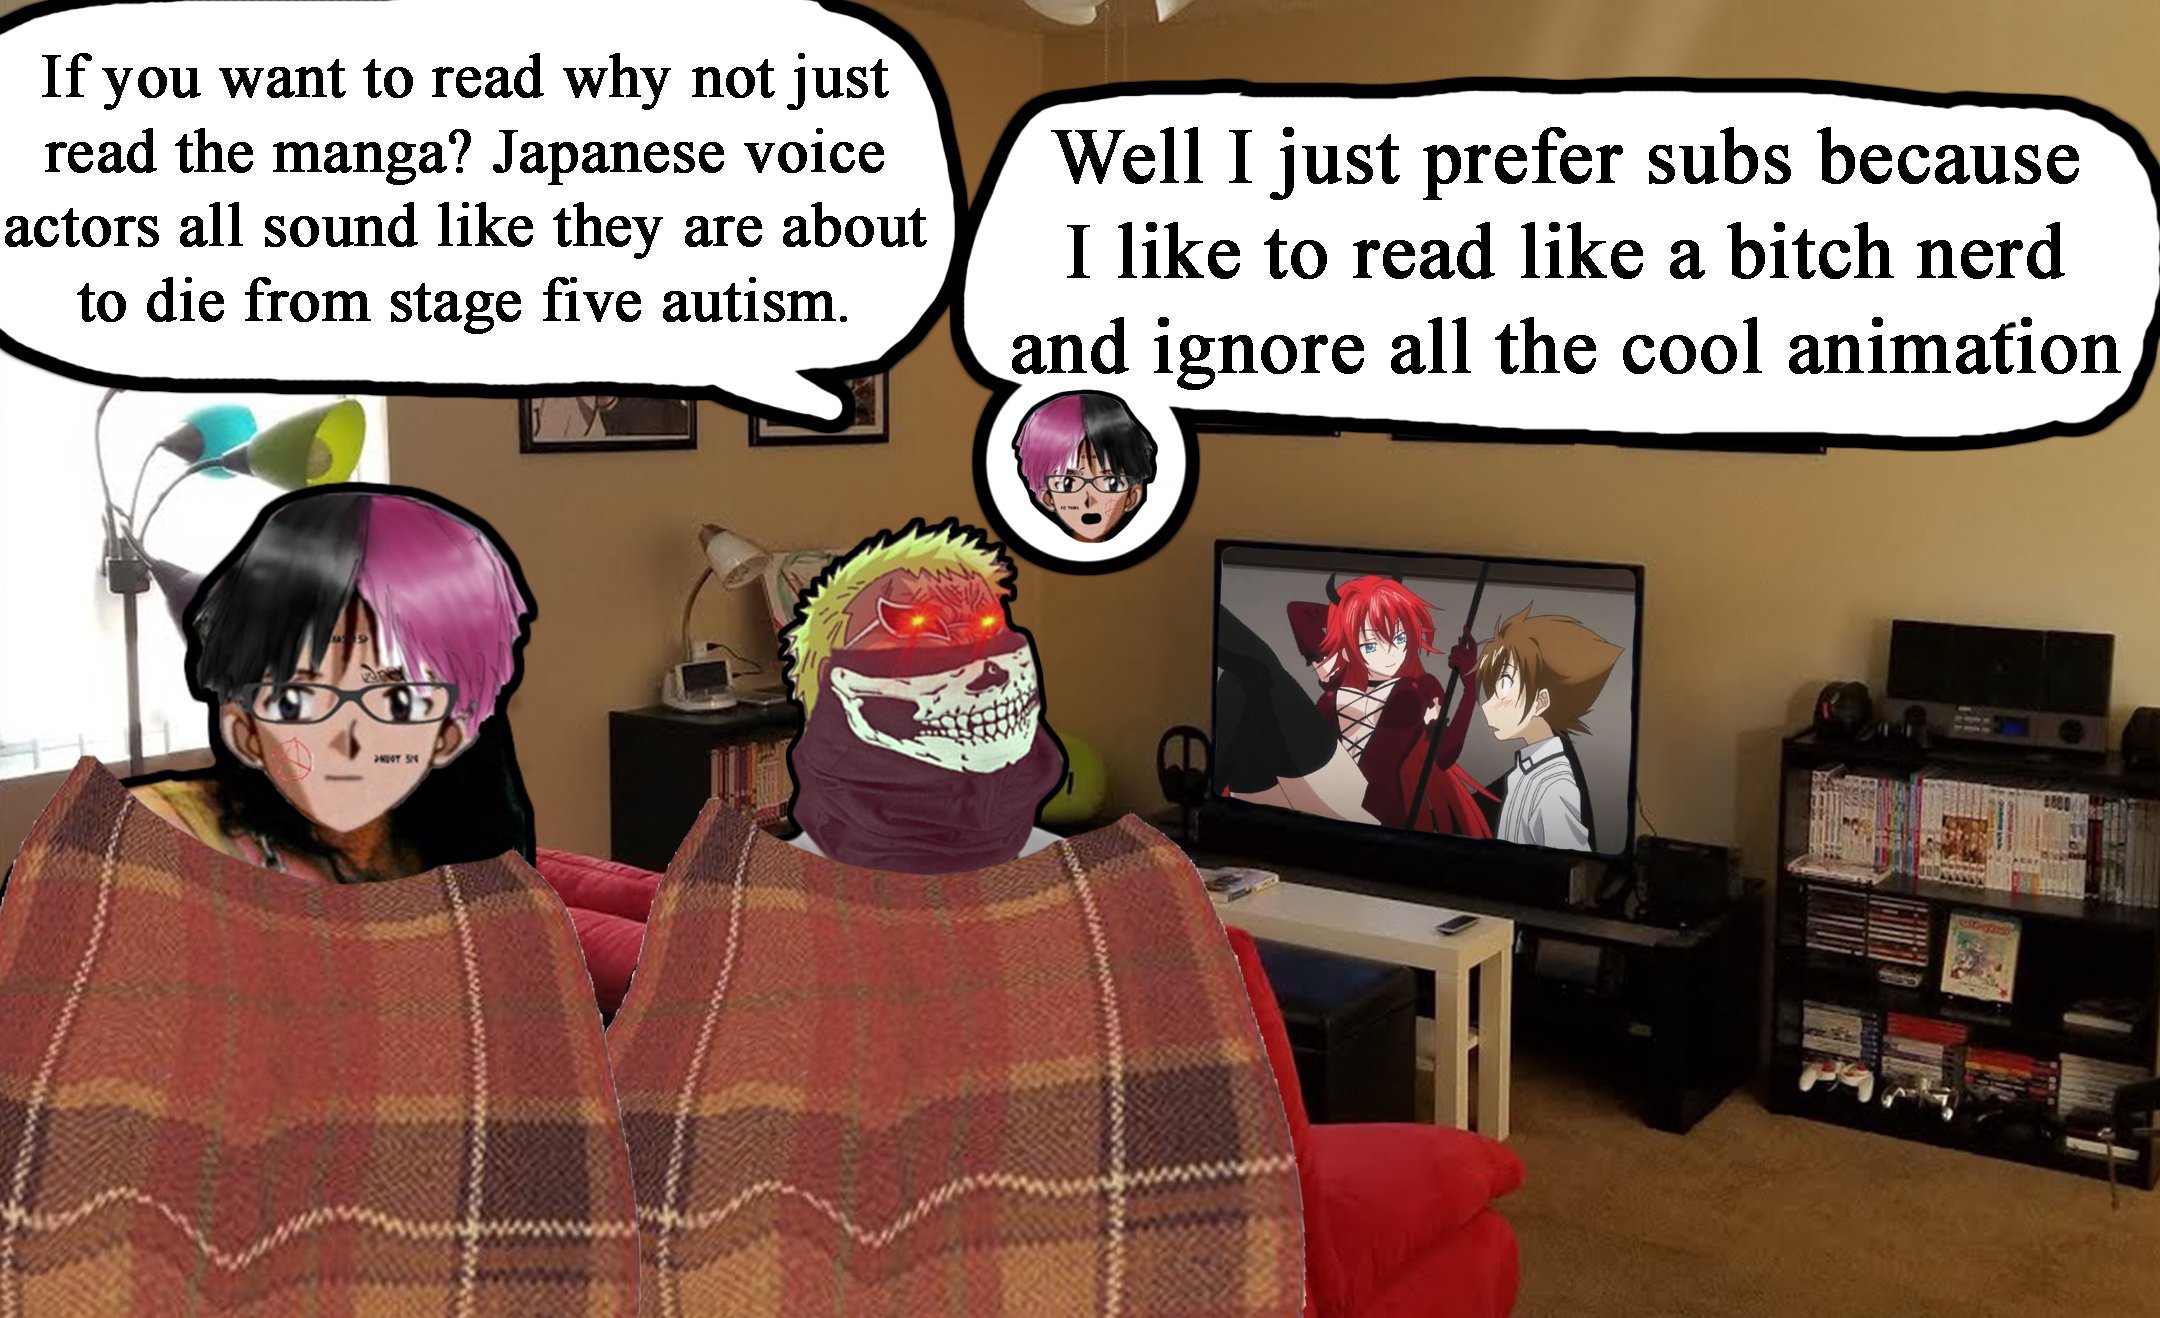 If you want to read why not just
read the manga? Japanese voice
actors all sound like they are about
to die from stage five autism.
Well I just prefer subs because
I like to read like a bitch nerd
and ignore all the cool animation